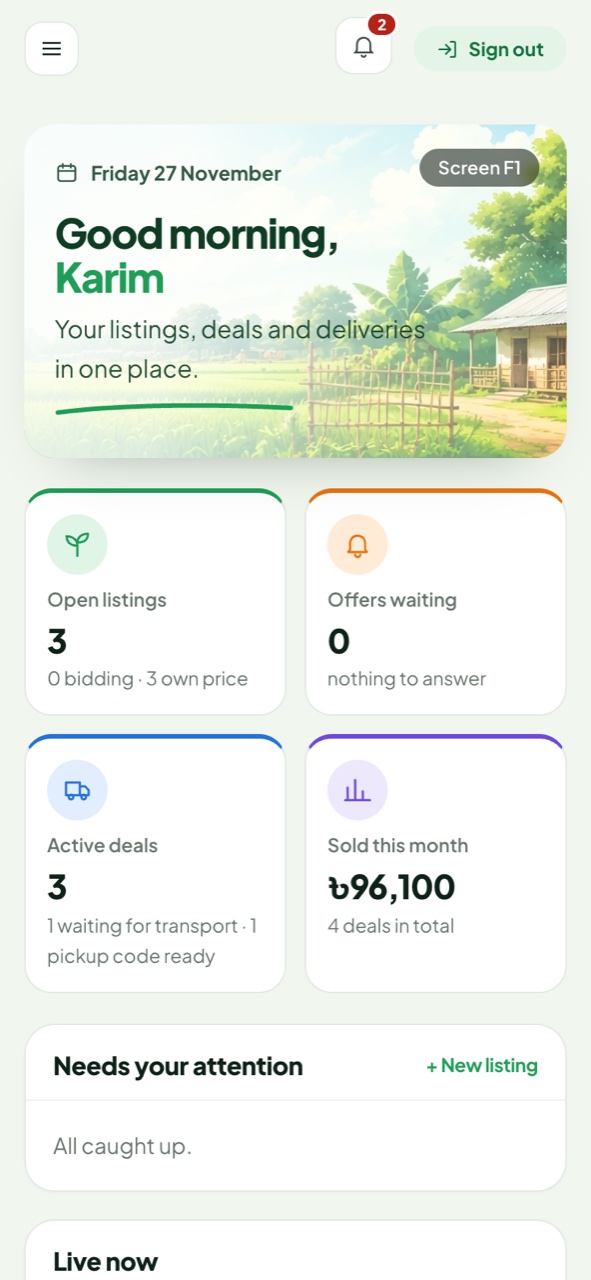 2
Sign out
Friday 27 November
Screen F1
Good morning,
Karim
Your listings, deals and deliveries
in one place.
Open listings
3
0 bidding · 3 own price
Offers waiting
0
nothing to answer
Active deals
3
1 waiting for transport · 1
pickup code ready
Sold this month
৳96,100
4 deals in total
Needs your attention
+ New listing
All caught up.
Live now